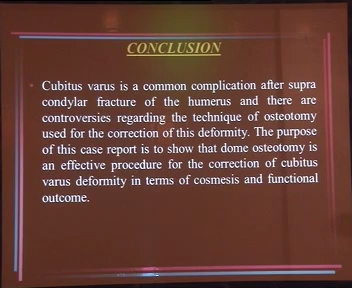 CONCLUSION
Cubitus varus is a common complication after supra
condylar fracture of the humerus and there are
controversies regarding the technique of osteotomy
used for the correction of this deformity. The purpose
of this case report is to show that dome osteotomy is
an effective procedure for the correction of cubitus
varus deformity in terms of cosmesis and functional
outcome.